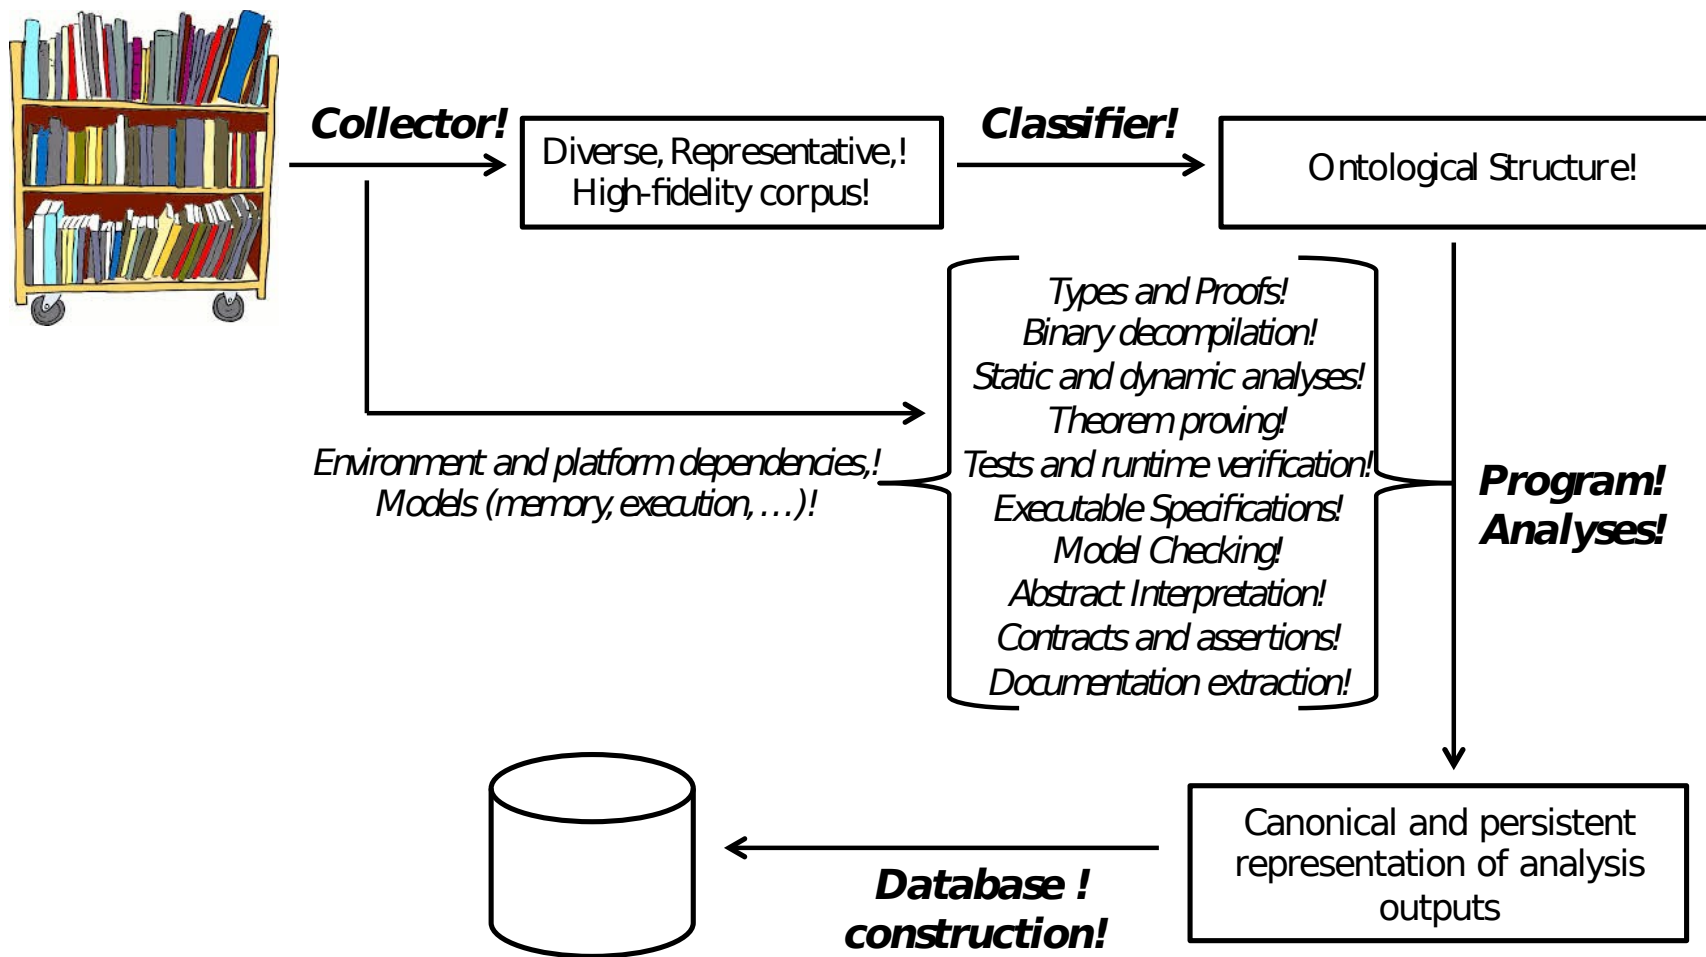 Collector!
Diverse, Representative,!
High-fidelity corpus!
Classifier!
Ontological Structure!
Types and Proofs!
Binary decompilation!
Static and dynamic analyses!
Theorem proving!
Tests and runtime verification!
Executable Specifications!
Model Checking!
Abstract Interpretation!
Contracts and assertions!
Documentation extraction!
Environment and platform dependencies,!
Models (memory, execution, …)!
Program!
Analyses!
Canonical and persistent
representation of analysis
outputs
Database !
construction!